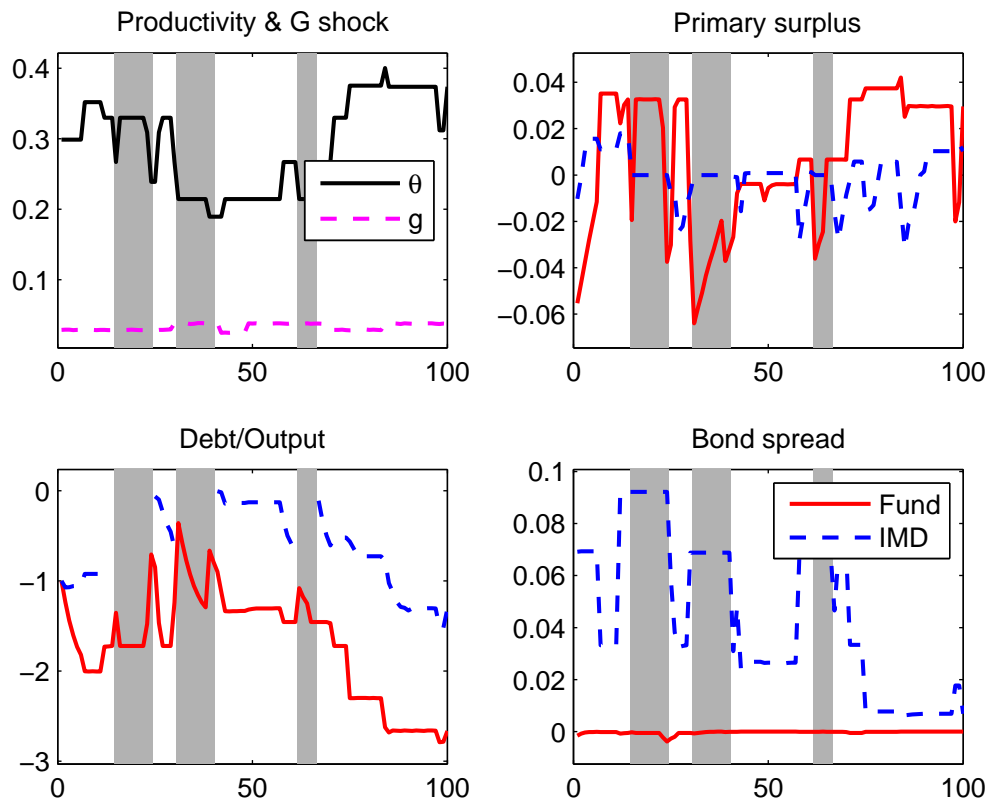 Productivity & G shock
0.4
0.3
0.2
0.1
θ
g
0 50 100
Primary surplus
0.04
0.02
0
−0.02
−0.04
−0.06
0 50 100
Debt/Output
0
−1
−2
−3
0 50 100
Bond spread
0.1
0.08
0.06
0.04
0.02
0
Fund
IMD
0 50 100